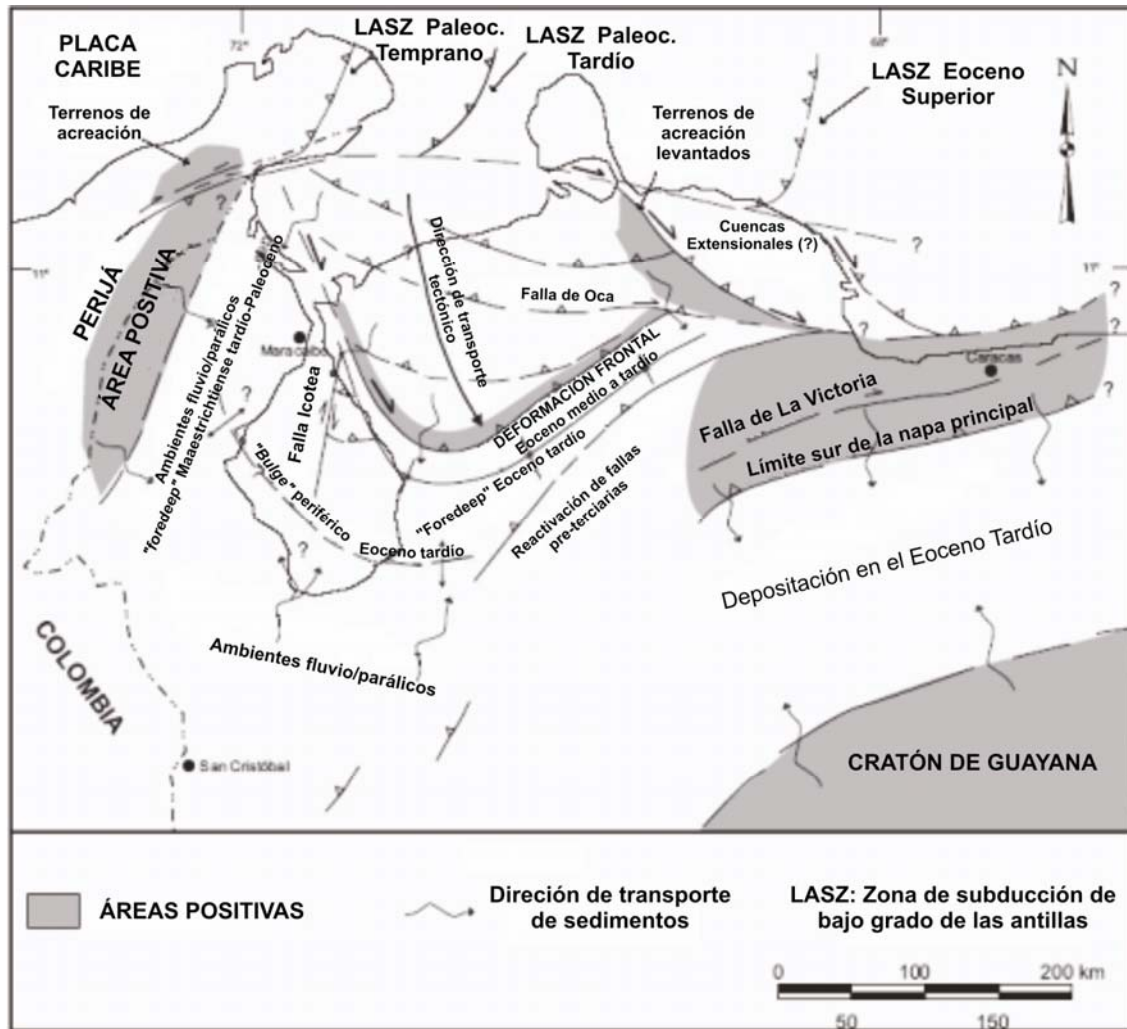 PLACA
CARIBE
72°
LASZ Paleoc.
Temprano
LASZ Paleoc.
Tardío
68°
LASZ Eoceno
Superior
N
Terrenos de
acreación
Terrenos de
acreación
levantados
Cuencas
Extensionales (?)
?
?
?
11°
11°
?
PERIJÁ
ÁREA POSITIVA
Ambientes fluvio/parálicos
"foredeep" Maaestrichtiense tardío-Paleoceno
Dirección de transporte
tectónico
Falla de Oca
?
?
Maracaibo
Caracas
?
Falla Icotea
DEFORMACIÓN FRONTAL
Eoceno medio a tardío
"Foredeep" Eoceno tardío
Falla de La Victoria
Límite sur de la napa principal
?
"Bulge" periférico
Eoceno tardío
Reactivación de fallas
pre-terciarias
?
Depositación en el Eoceno Tardío
Ambientes fluvio/parálicos
COLOMBIA
San Cristóbal
CRATÓN DE GUAYANA
ÁREAS POSITIVAS
Direción de transporte
de sedimentos
LASZ: Zona de subducción de
bajo grado de las antillas
0 100 200 km
50 150